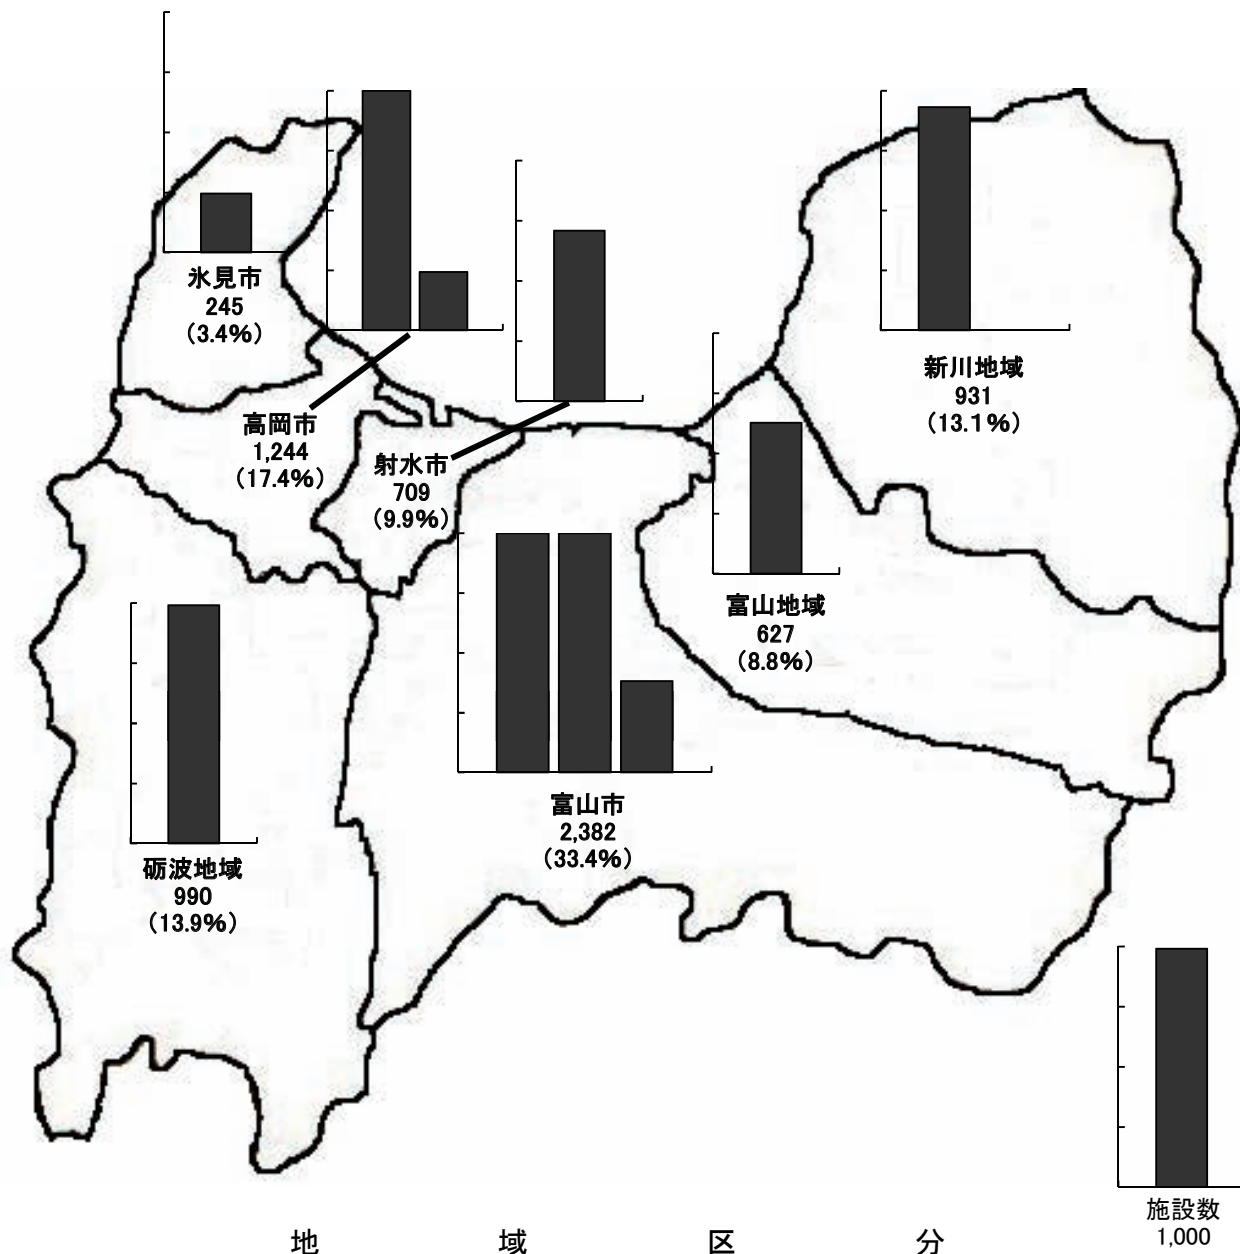 氷見市
245
(3.4%)
高岡市
1,244
(17.4%)
射水市
709
(9.9%)
新川地域
931
(13.1%)
富山地域
627
(8.8%)
富山市
2,382
(33.4%)
砺波地域
990
(13.9%)
施設数
1,000
地域区分